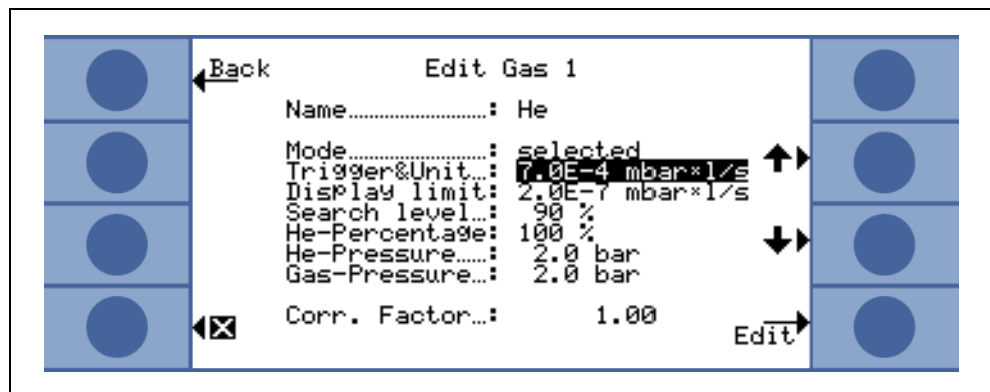 Back Edit Gas 1
Name..........................: He
Mode......................: selected
Trigger&Unit...: 7.0E-4 mbar*l/s
Display limit: 2.0E-7 mbar*l/s
Search level...: 90 %
He-Percentage: 100 %
He-Pressure......: 2.0 bar
Gas-Pressure...: 2.0 bar
Corr. Factor...: 1.00
Edit